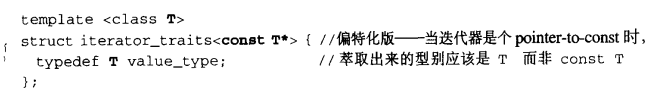 template <class T>
struct iterator_traits<const T*> { //偏特化版——当迭代器是个 pointer-to-const 时,
typedef T value_type; //萃取出来的型别应该是 T 而非 const T
};